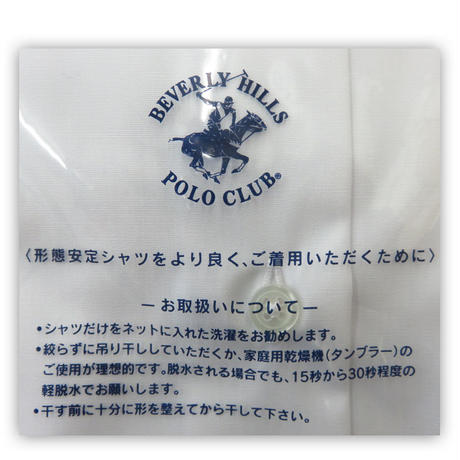 BEVERLY HILLS
POLO CLUB®
〈形態安定シャツをより良く、ご着用いただくために〉
—お取扱いについて—
•シャツだけをネットに入れた洗濯をお勧めします。
•絞らずに吊り干ししていただくか、家庭用乾燥機(タンブラー)の
ご使用が理想的です。脱水される場合でも、15秒から30秒程度の
軽脱水でお願いします。
•干す前に十分に形を整えてから干して下さい。